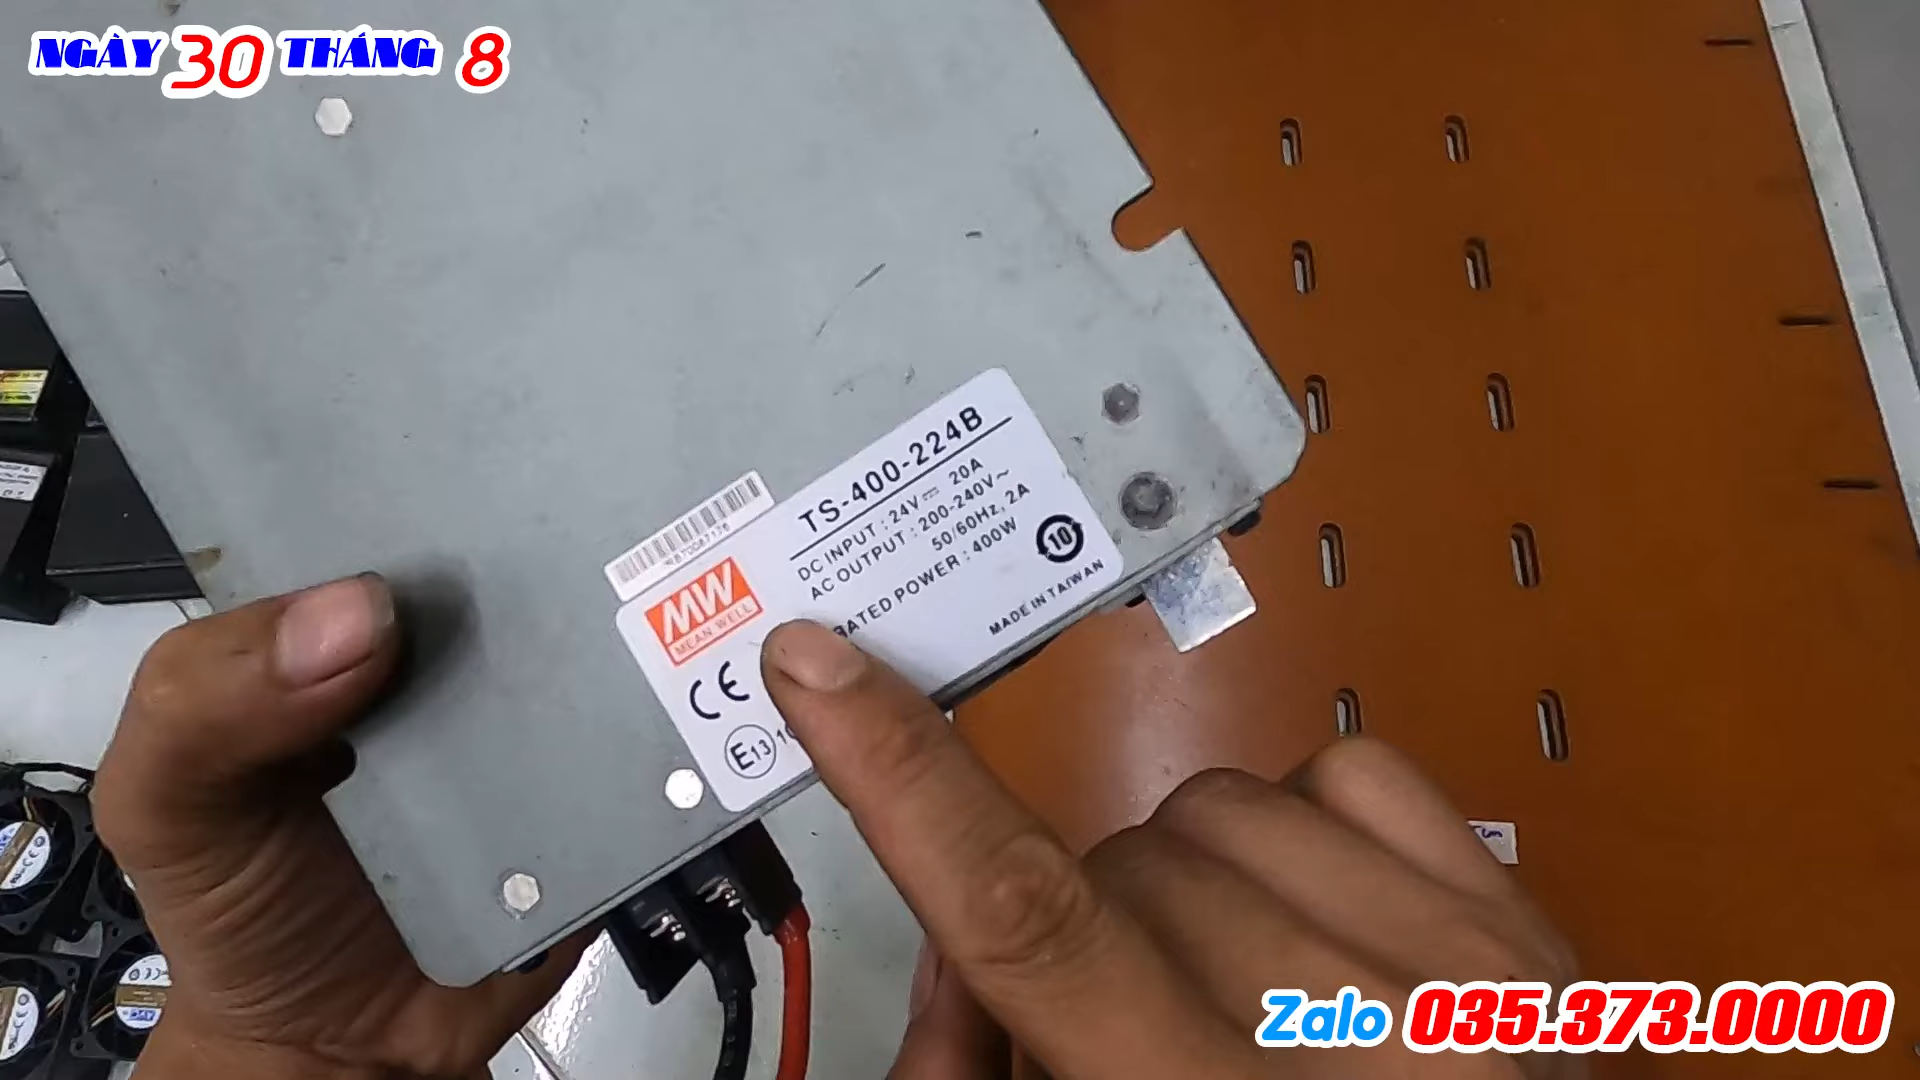 NGÀY 30 THÁNG 8
TS-400-224B
DC INPUT : 24V⎓ 20A
AC OUTPUT : 200-240V~
50/60Hz, 2A
RATED POWER : 400W
10
MADE IN TAIWAN
MW
MEAN WELL
CE
E13
Zalo 035.373.0000